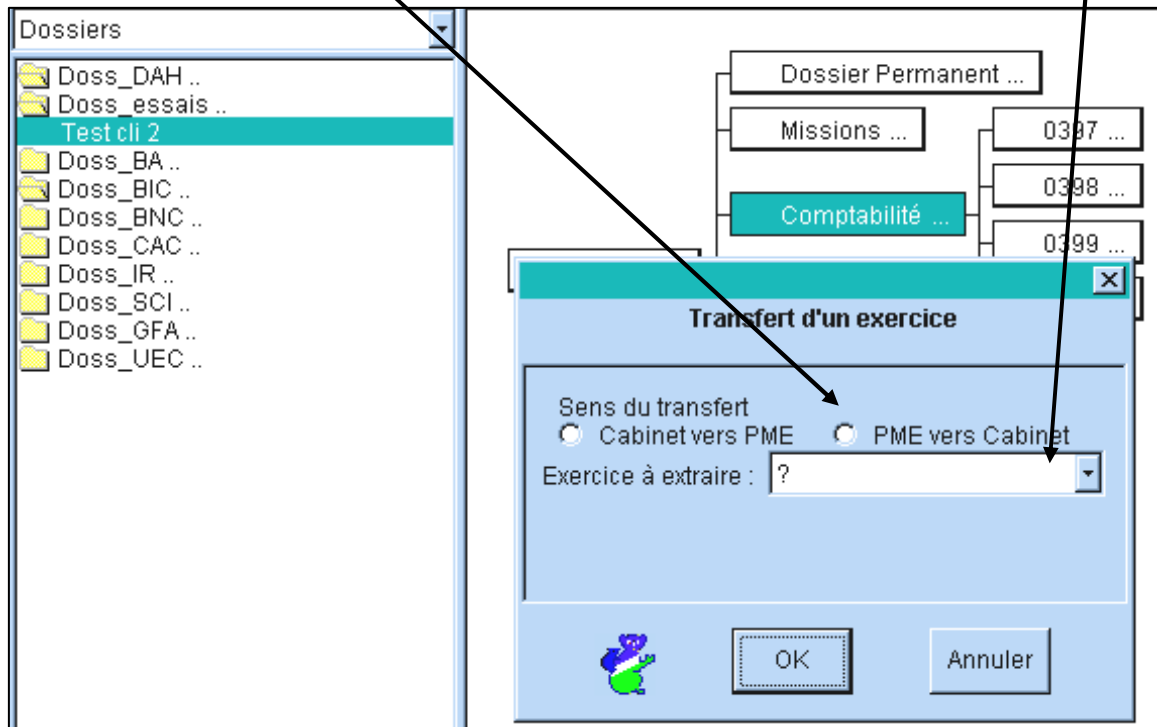 Dossiers
Doss_DAH ..
Doss_essais ..
Test cli 2
Doss_BA ..
Doss_BIC ..
Doss_BNC ..
Doss_CAC ..
Doss_IR ..
Doss_SCI ..
Doss_GFA ..
Doss_UEC ..
Dossier Permanent ...
Missions ...
Comptabilité ...
0397 ...
0398 ...
0399 ...
Transfert d'un exercice
Sens du transfert
Cabinet vers PME PME vers Cabinet
Exercice à extraire : ?
OK Annuler